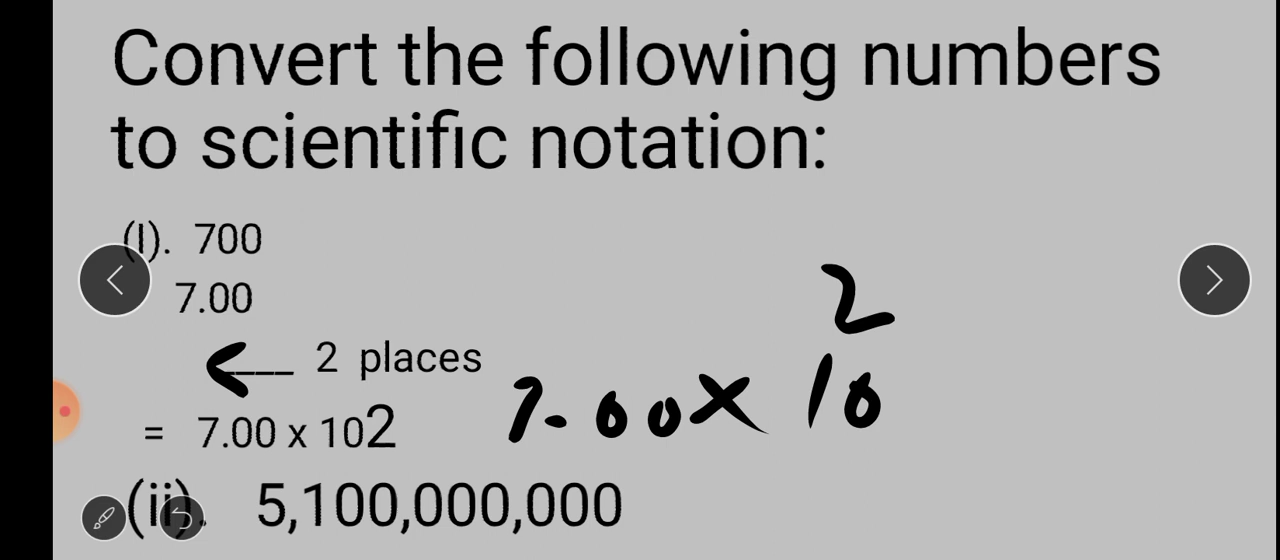 Convert the following numbers
to scientific notation:
(I). 700
7.00
2 places
= 7.00 x 102
7.00 x 10
2
(ii). 5,100,000,000